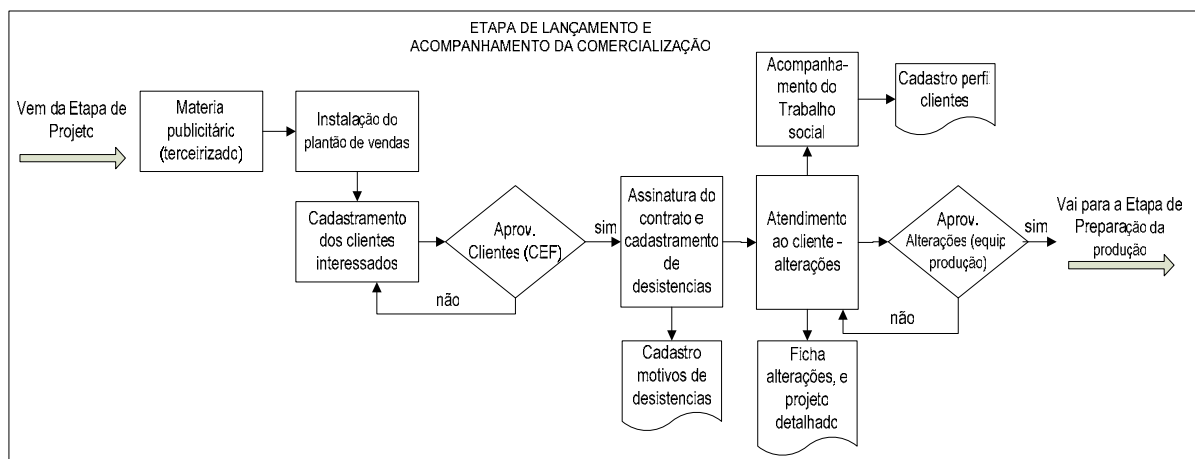 ETAPA DE LANÇAMENTO E
ACOMPANHAMENTO DA COMERCIALIZAÇÃO
Vem da Etapa de
Projeto
Materia
publicitáric
(terceirizado)
Instalação do
plantão de vendas
Cadastramento
dos clientes
interessados
Aprov.
Clientes (CEF)
sim
não
Assinatura do
contrato e
cadastramento
de
desistencias
Cadastro
motivos de
desistencias
Acompanha-
mento do
Trabalho
social
Cadastro perfi
clientes
Atendimento
ao cliente -
alterações
Ficha
alterações, e
projeto
detalhado
Aprov.
Alterações (equip
produção)
sim
não
Vai para a Etapa de
Preparação da
produção